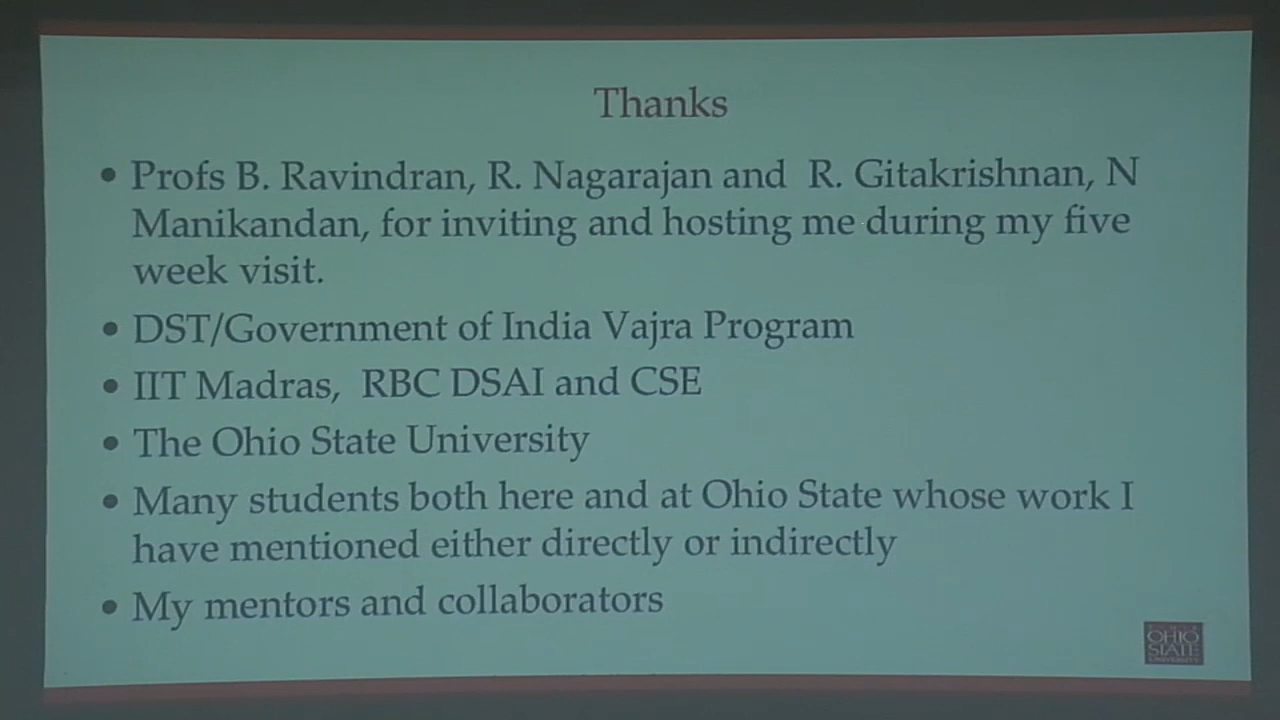 Thanks
• Profs B. Ravindran, R. Nagarajan and R. Gitakrishnan, N
Manikandan, for inviting and hosting me during my five
week visit.
• DST/Government of India Vajra Program
• IIT Madras, RBC DSAI and CSE
• The Ohio State University
• Many students both here and at Ohio State whose work I
have mentioned either directly or indirectly
• My mentors and collaborators
THE
OHIO
STATE
UNIVERSITY